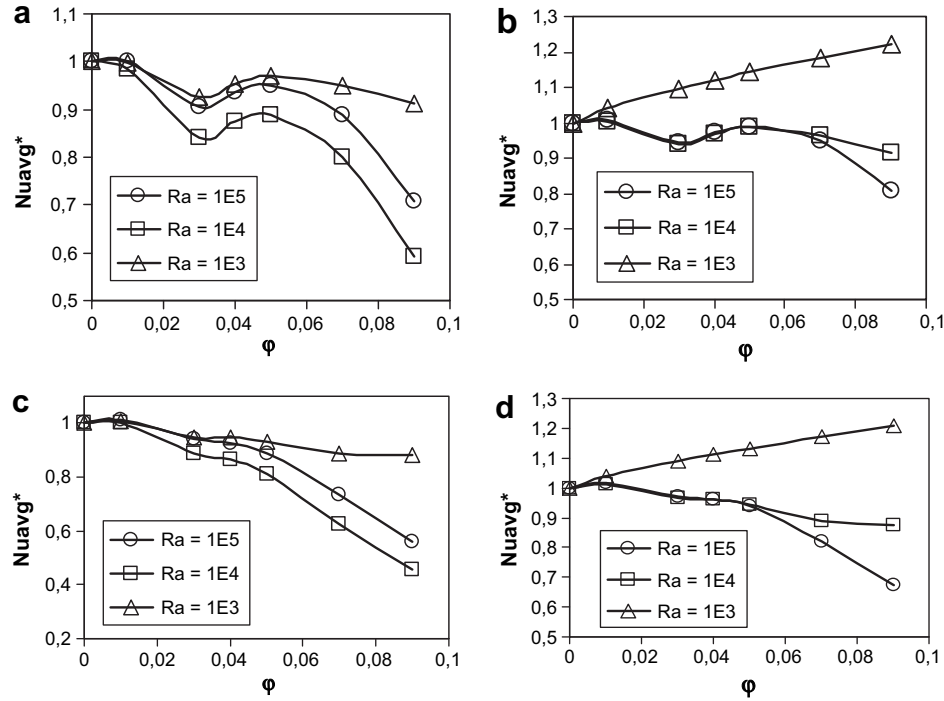 a
1,1
1
0,9
0,8
0,7
0,6
0,5
Nuavg*
Ra = 1E5
Ra = 1E4
Ra = 1E3
0
0,02
0,04
0,06
0,08
0,1
φ
b
1,3
1,2
1,1
1
0,9
0,8
0,7
0,6
0,5
Nuavg*
Ra = 1E5
Ra = 1E4
Ra = 1E3
0
0,02
0,04
0,06
0,08
0,1
φ
c
1
0,8
0,6
0,4
0,2
Nuavg*
Ra = 1E5
Ra = 1E4
Ra = 1E3
0
0,02
0,04
0,06
0,08
0,1
φ
d
1,3
1,2
1,1
1
0,9
0,8
0,7
0,6
0,5
Nuavg*
Ra = 1E5
Ra = 1E4
Ra = 1E3
0
0,02
0,04
0,06
0,08
0,1
φ